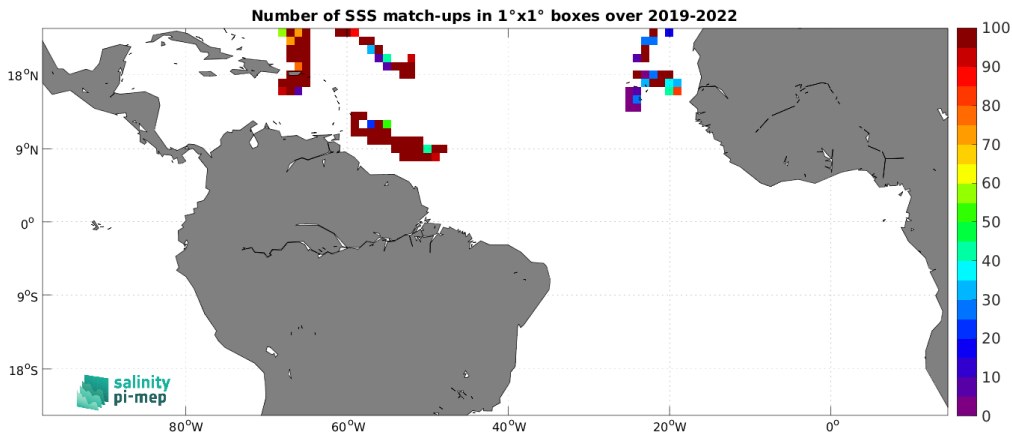 Number of SSS match-ups in 1°x1° boxes over 2019-2022
100
90
80
70
60
50
40
30
20
10
0
18°N
9°N
0°
9°S
18°S
80°W
60°W
40°W
20°W
0°
salinity
pi-mep